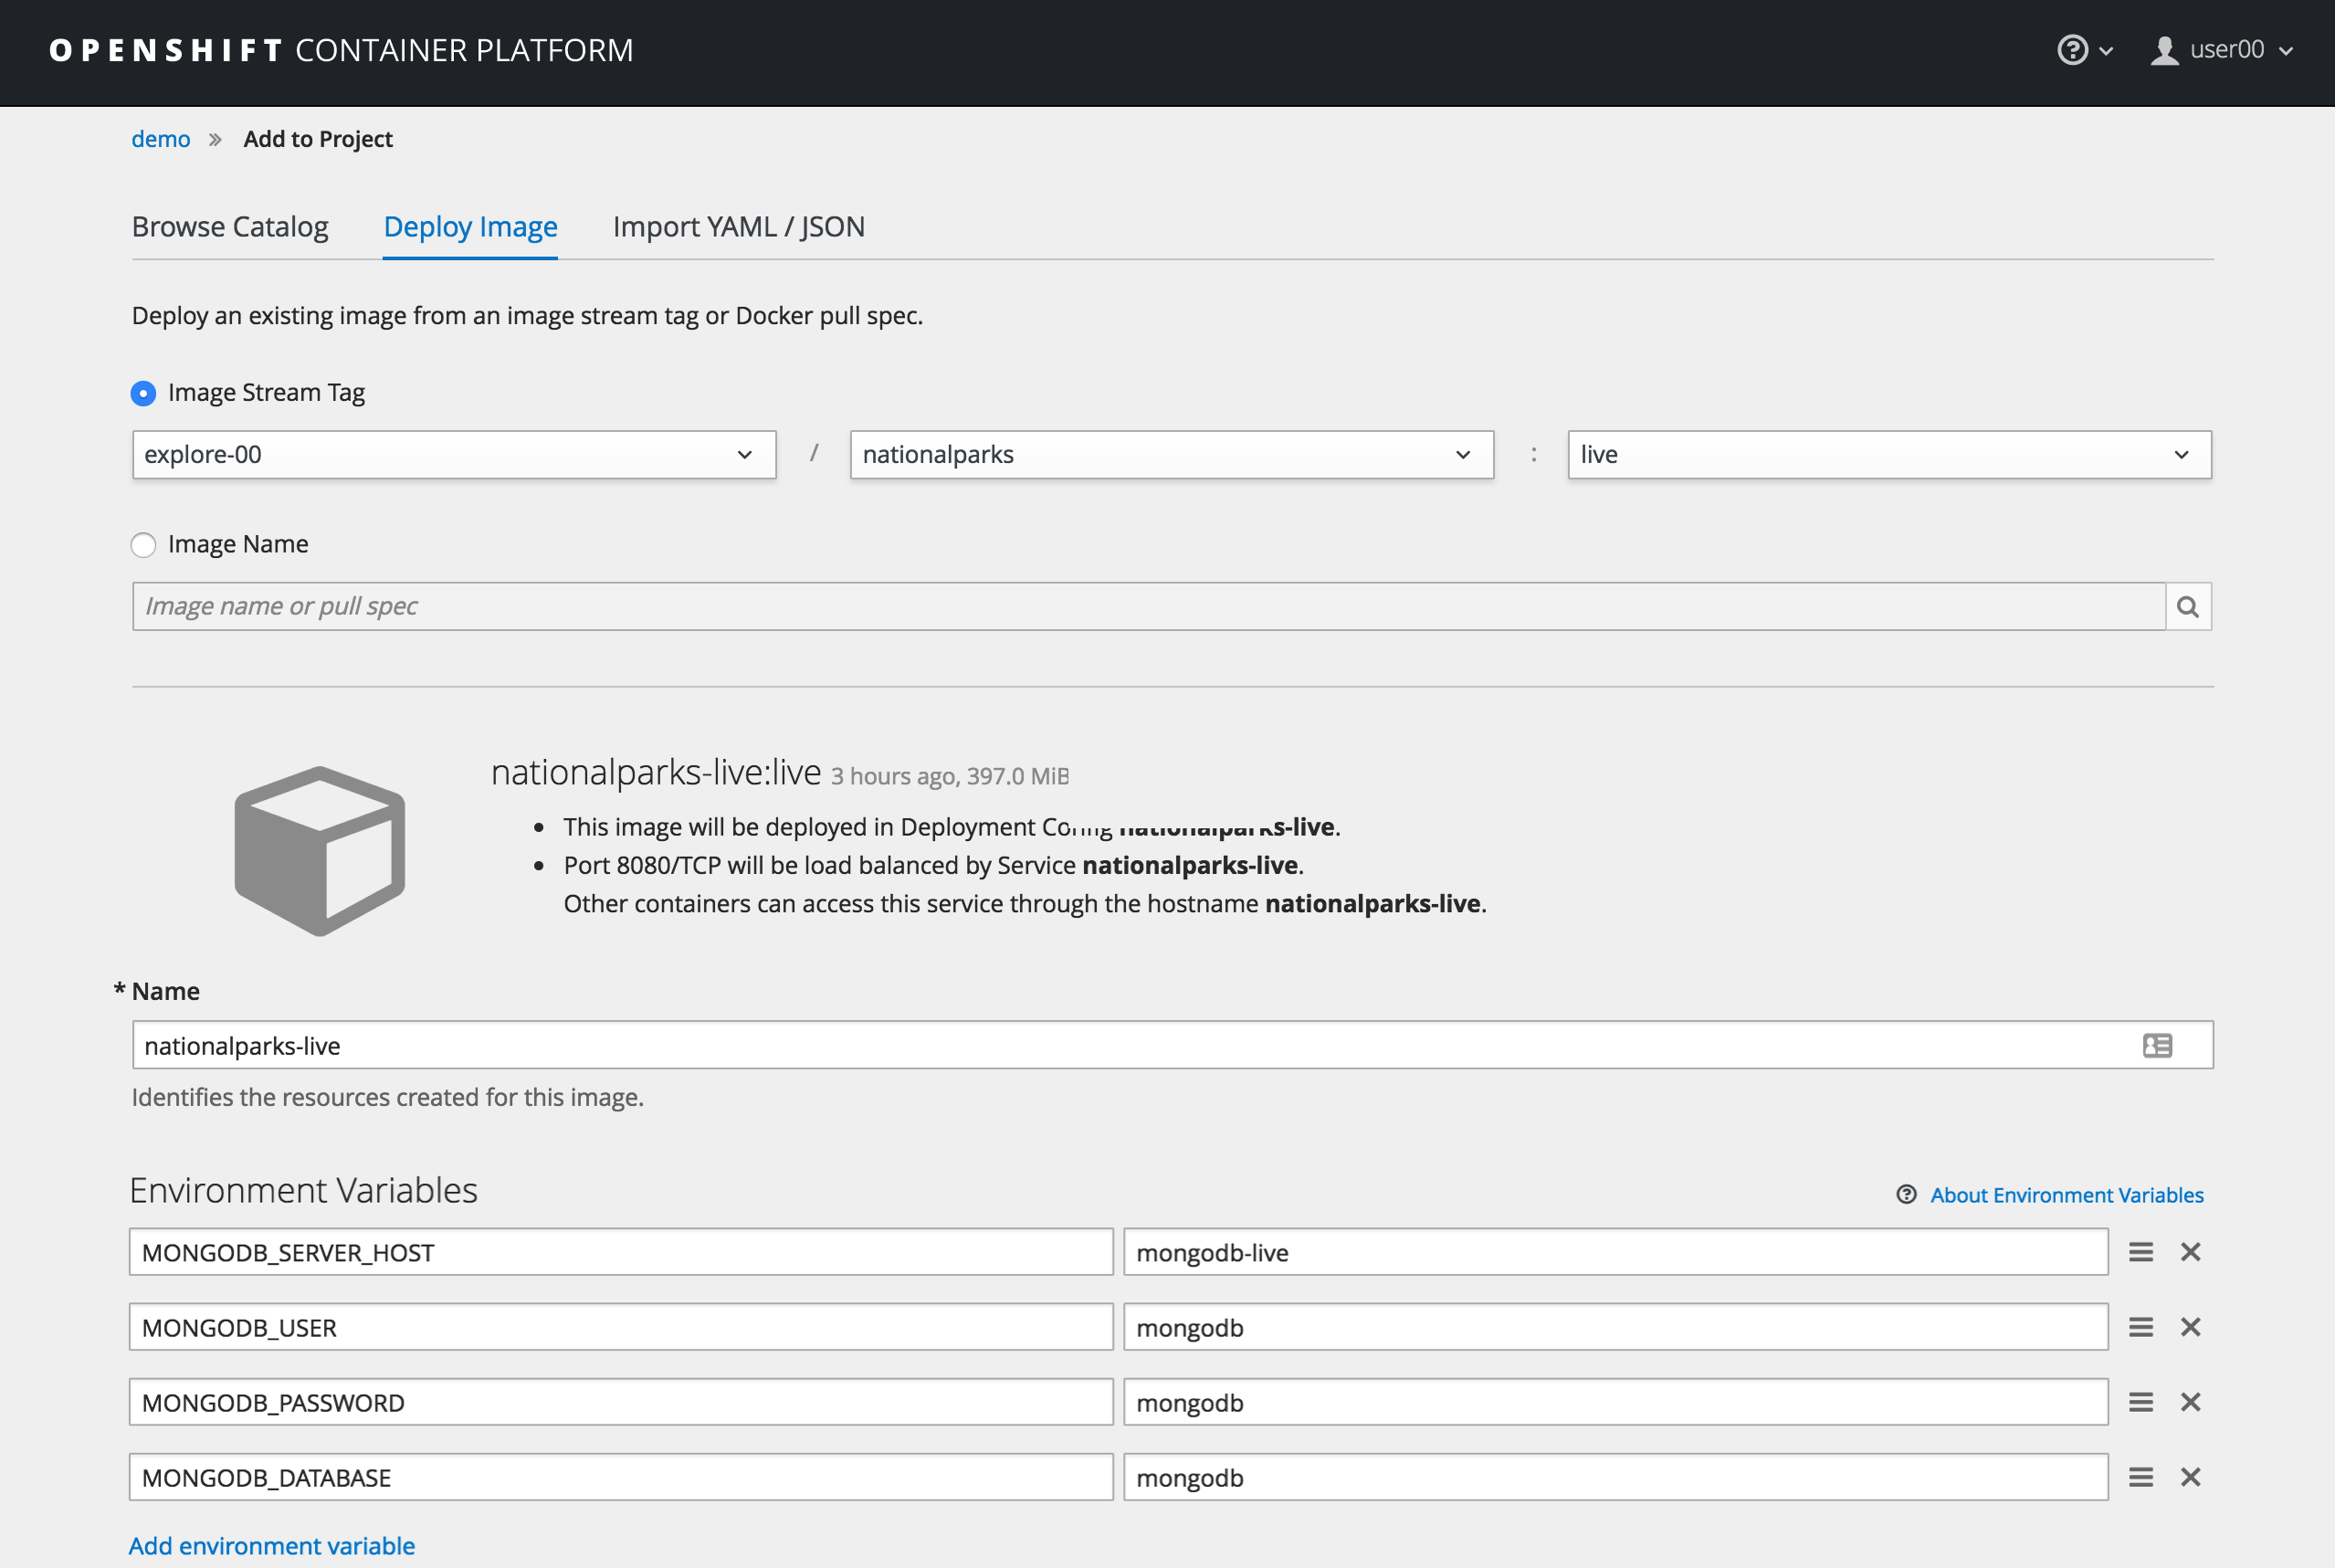 OPENSHIFT CONTAINER PLATFORM
user00
demo » Add to Project
Browse Catalog Deploy Image Import YAML / JSON
Deploy an existing image from an image stream tag or Docker pull spec.
Image Stream Tag
explore-00 / nationalparks : live
Image Name
Image name or pull spec
nationalparks-live:live 3 hours ago, 397.0 MiB
• This image will be deployed in Deployment Config nationalparks-live.
• Port 8080/TCP will be load balanced by Service nationalparks-live.
Other containers can access this service through the hostname nationalparks-live.
* Name
nationalparks-live
Identifies the resources created for this image.
Environment Variables
About Environment Variables
MONGODB_SERVER_HOST mongodb-live
MONGODB_USER mongodb
MONGODB_PASSWORD mongodb
MONGODB_DATABASE mongodb
Add environment variable